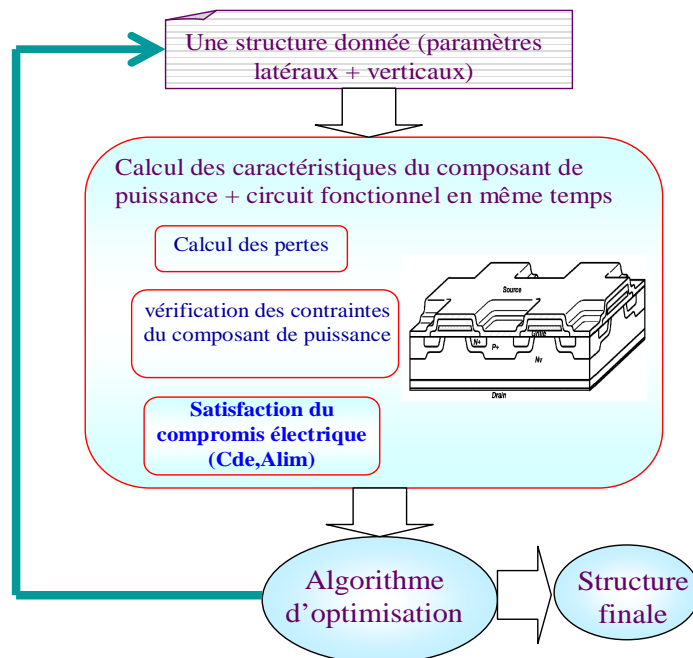 Une structure donnée (paramètres
latéraux + verticaux)
Calcul des caractéristiques du composant de
puissance + circuit fonctionnel en même temps
Calcul des pertes
vérification des contraintes
du composant de puissance
Satisfaction du
compromis électrique
(Cde,Alim)
Source
Grille
N+
P+
Nv
Drain
Algorithme
d'optimisation
Structure
finale